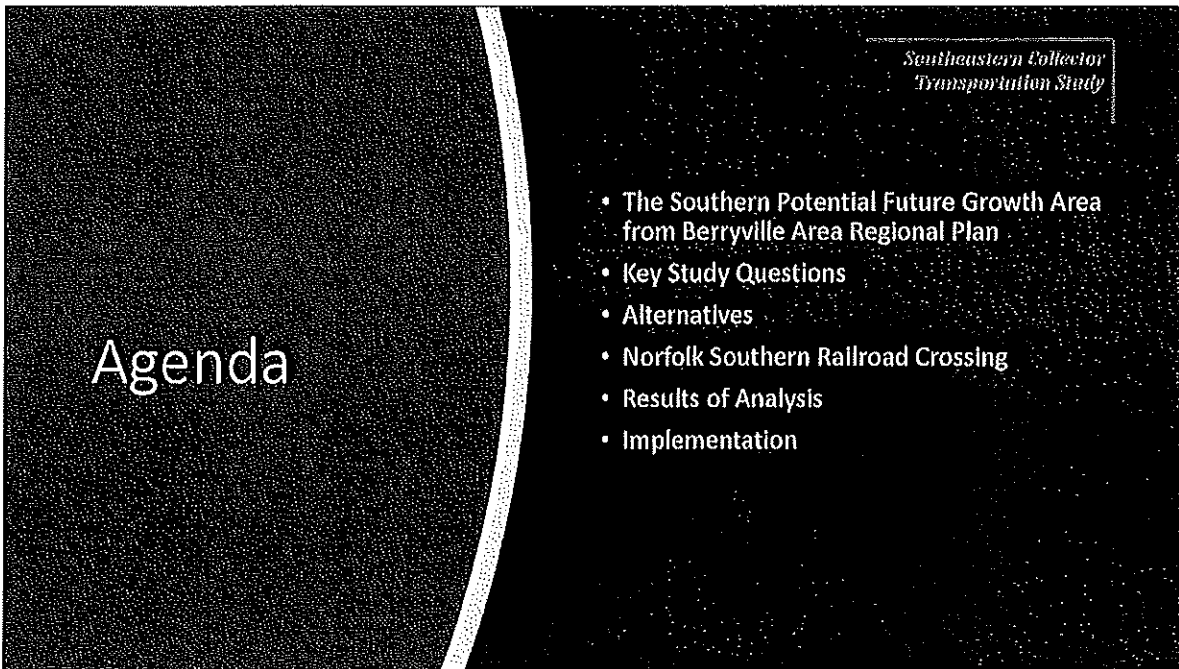 Southeastern Collector
Transportation Study
Agenda
• The Southern Potential Future Growth Area
from Berryville Area Regional Plan
• Key Study Questions
• Alternatives
• Norfolk Southern Railroad Crossing
• Results of Analysis
• Implementation